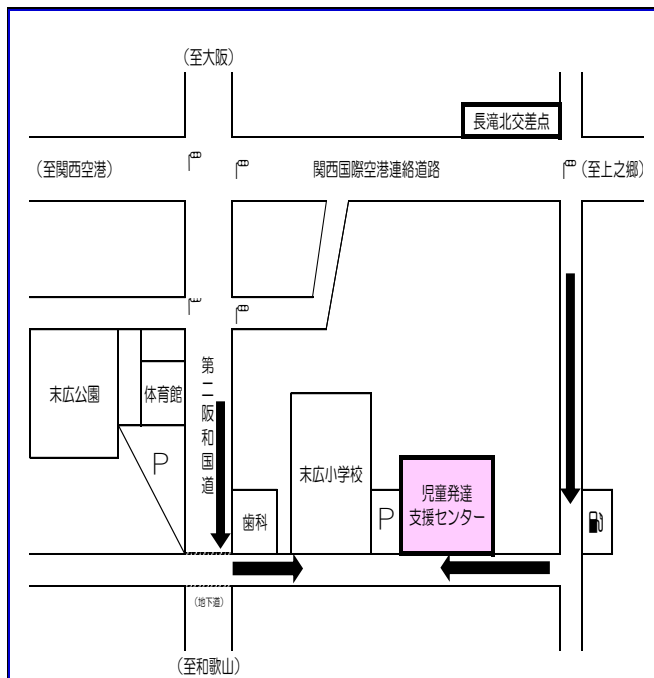 (至大阪)
長滝北交差点
(至関西空港)
関西国際空港連絡道路
(至上之郷)
第二阪和国道
末広公園
体育館
P
末広小学校
歯科
P
児童発達
支援センター
(地下道)
(至和歌山)